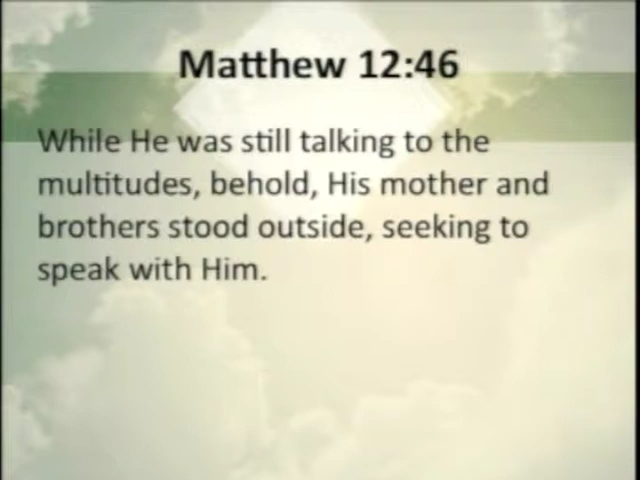 Matthew 12:46
While He was still talking to the
multitudes, behold, His mother and
brothers stood outside, seeking to
speak with Him.